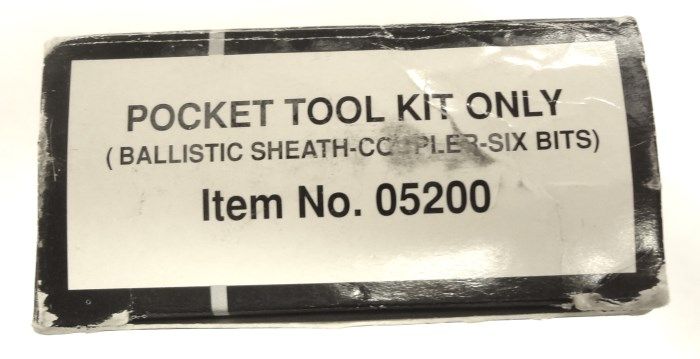 POCKET TOOL KIT ONLY
( BALLISTIC SHEATH-COUPLER-SIX BITS)
Item No. 05200